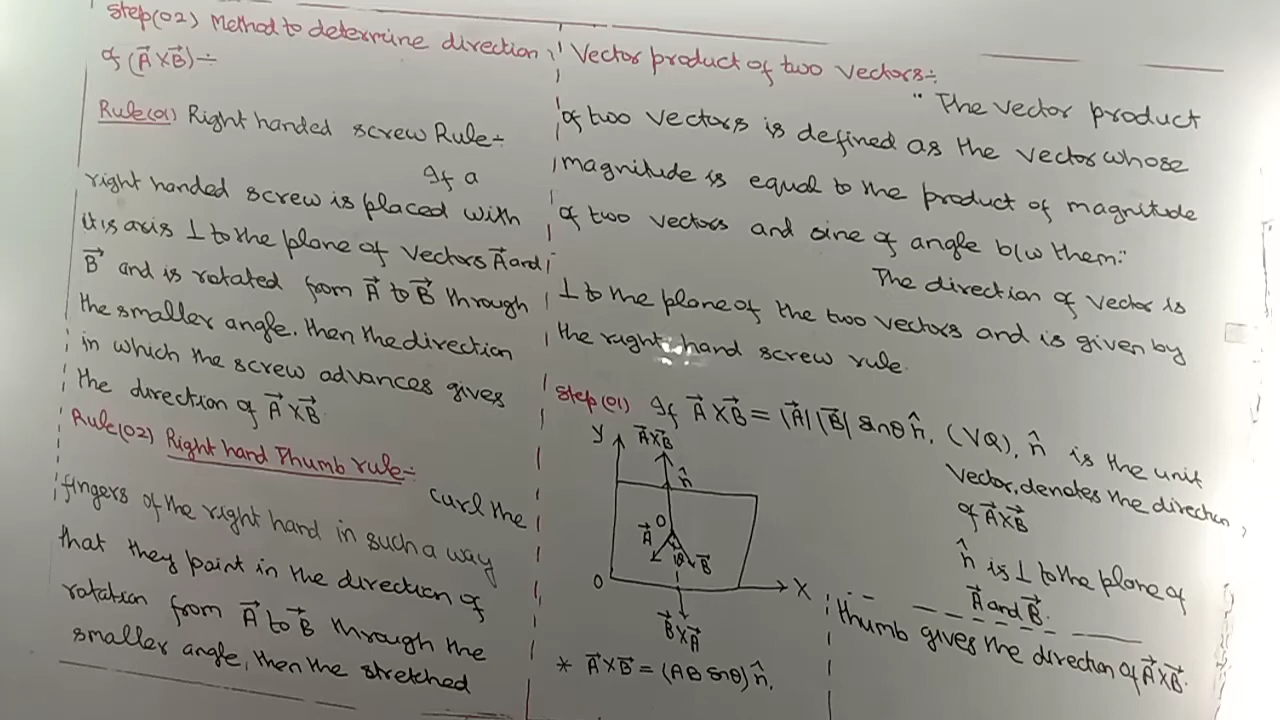 Step(02) Method to determine direction
of (A⃗ X B⃗) ÷
Rule(01) Right handed screw Rule ÷
If a
right handed screw is placed with
it is axis ⊥ to the plane of vectors A⃗ and
B⃗ and is rotated from A⃗ to B⃗ through
the smaller angle, then the direction
in which the screw advances gives
the direction of A⃗ X B⃗
Rule(02) Right hand Thumb rule ÷
curl the
fingers of the right hand in such a way
that they point in the direction of
rotation from A⃗ to B⃗ through the
smaller angle, then the stretched
Vector product of two vectors ÷
"The vector product
of two vectors is defined as the vector whose
magnitude is equal to the product of magnitude
of two vectors and sine of angle b/w them."
The direction of vector is
⊥ to the plane of the two vectors and is given by
the right hand screw rule.
Step(01) If A⃗ X B⃗ = |A⃗| |B⃗| sinθ n̂. (VQ), n̂ is the unit
vector, denotes the direction,
of A⃗ X B⃗
n̂ is ⊥ to the plane of
A⃗ and B⃗.
Y
A⃗ X B⃗
n̂
O
A⃗
θ
B⃗
O
X
B⃗ X A⃗
* A⃗ X B⃗ = (AB sinθ) n̂.
thumb gives the direction of A⃗ X B⃗.